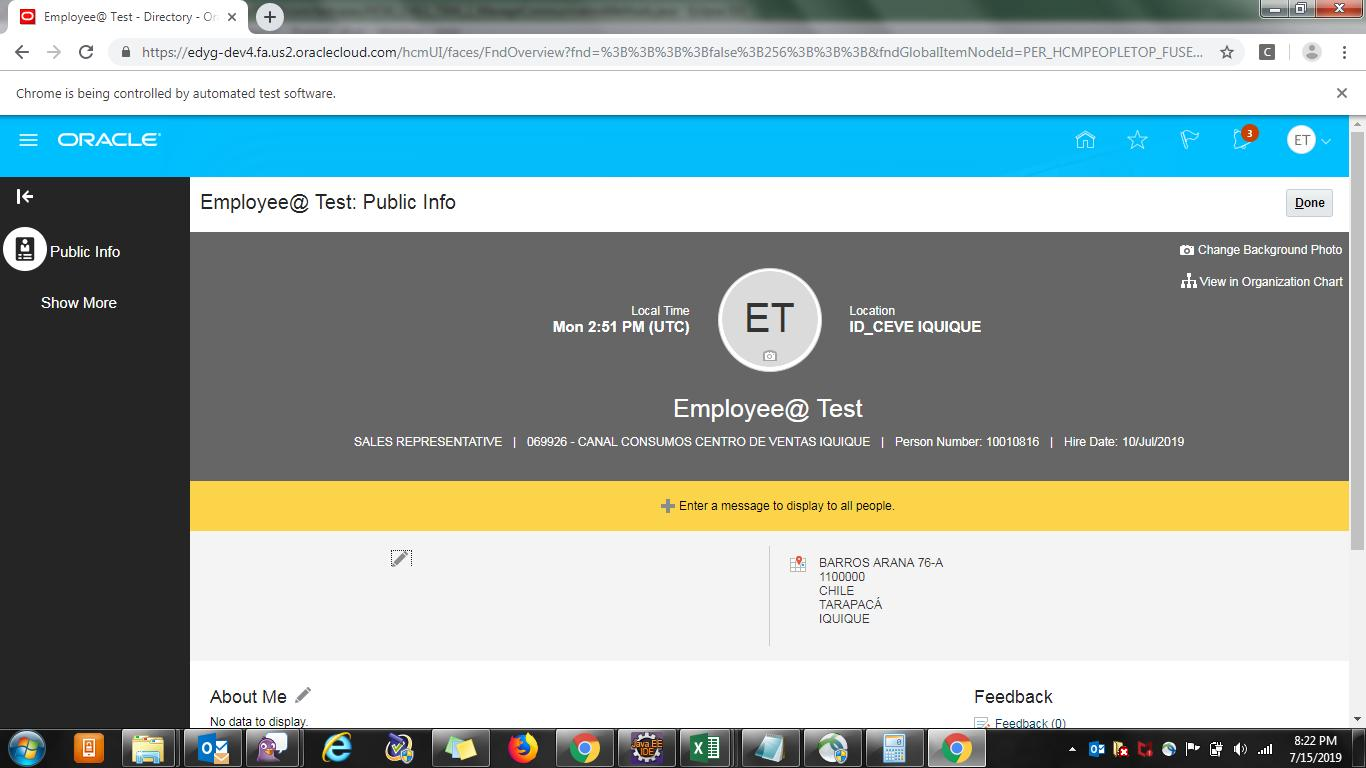 Employee@ Test - Directory - Or
https://edyg-dev4.fa.us2.oraclecloud.com/hcmUI/faces/FndOverview?fnd=%3B%3B%3B%3Bfalse%3B256%3B%3B%3B&fndGlobalItemNodeId=PER_HCMPEOPLETOP_FUSE...
C
Chrome is being controlled by automated test software.
ORACLE
3
ET
Employee@ Test: Public Info
Done
Public Info
Show More
Change Background Photo
View in Organization Chart
Local Time
Mon 2:51 PM (UTC)
ET
Location
ID_CEVE IQUIQUE
Employee@ Test
SALES REPRESENTATIVE | 069926 - CANAL CONSUMOS CENTRO DE VENTAS IQUIQUE | Person Number: 10010816 | Hire Date: 10/Jul/2019
Enter a message to display to all people.
BARROS ARANA 76-A
1100000
CHILE
TARAPACÁ
IQUIQUE
About Me
No data to display.
Feedback
Feedback (0)
Java EE
IDE
8:22 PM
7/15/2019